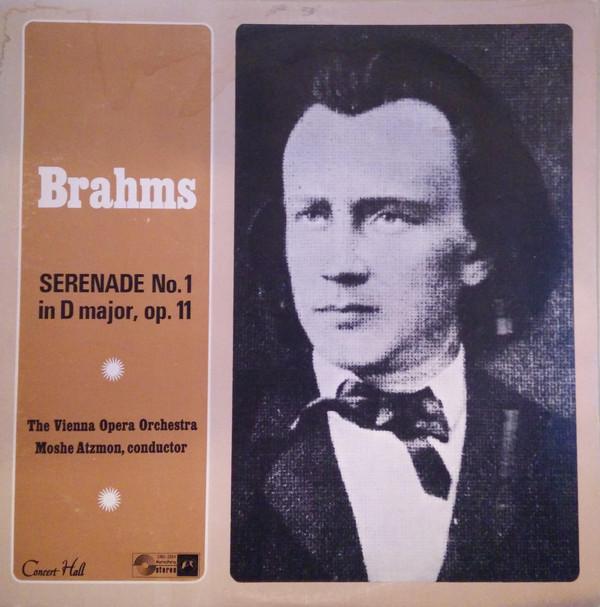 Brahms
SERENADE No.1
in D major, op. 11
The Vienna Opera Orchestra
Moshe Atzmon, conductor
Concert Hall
stereo